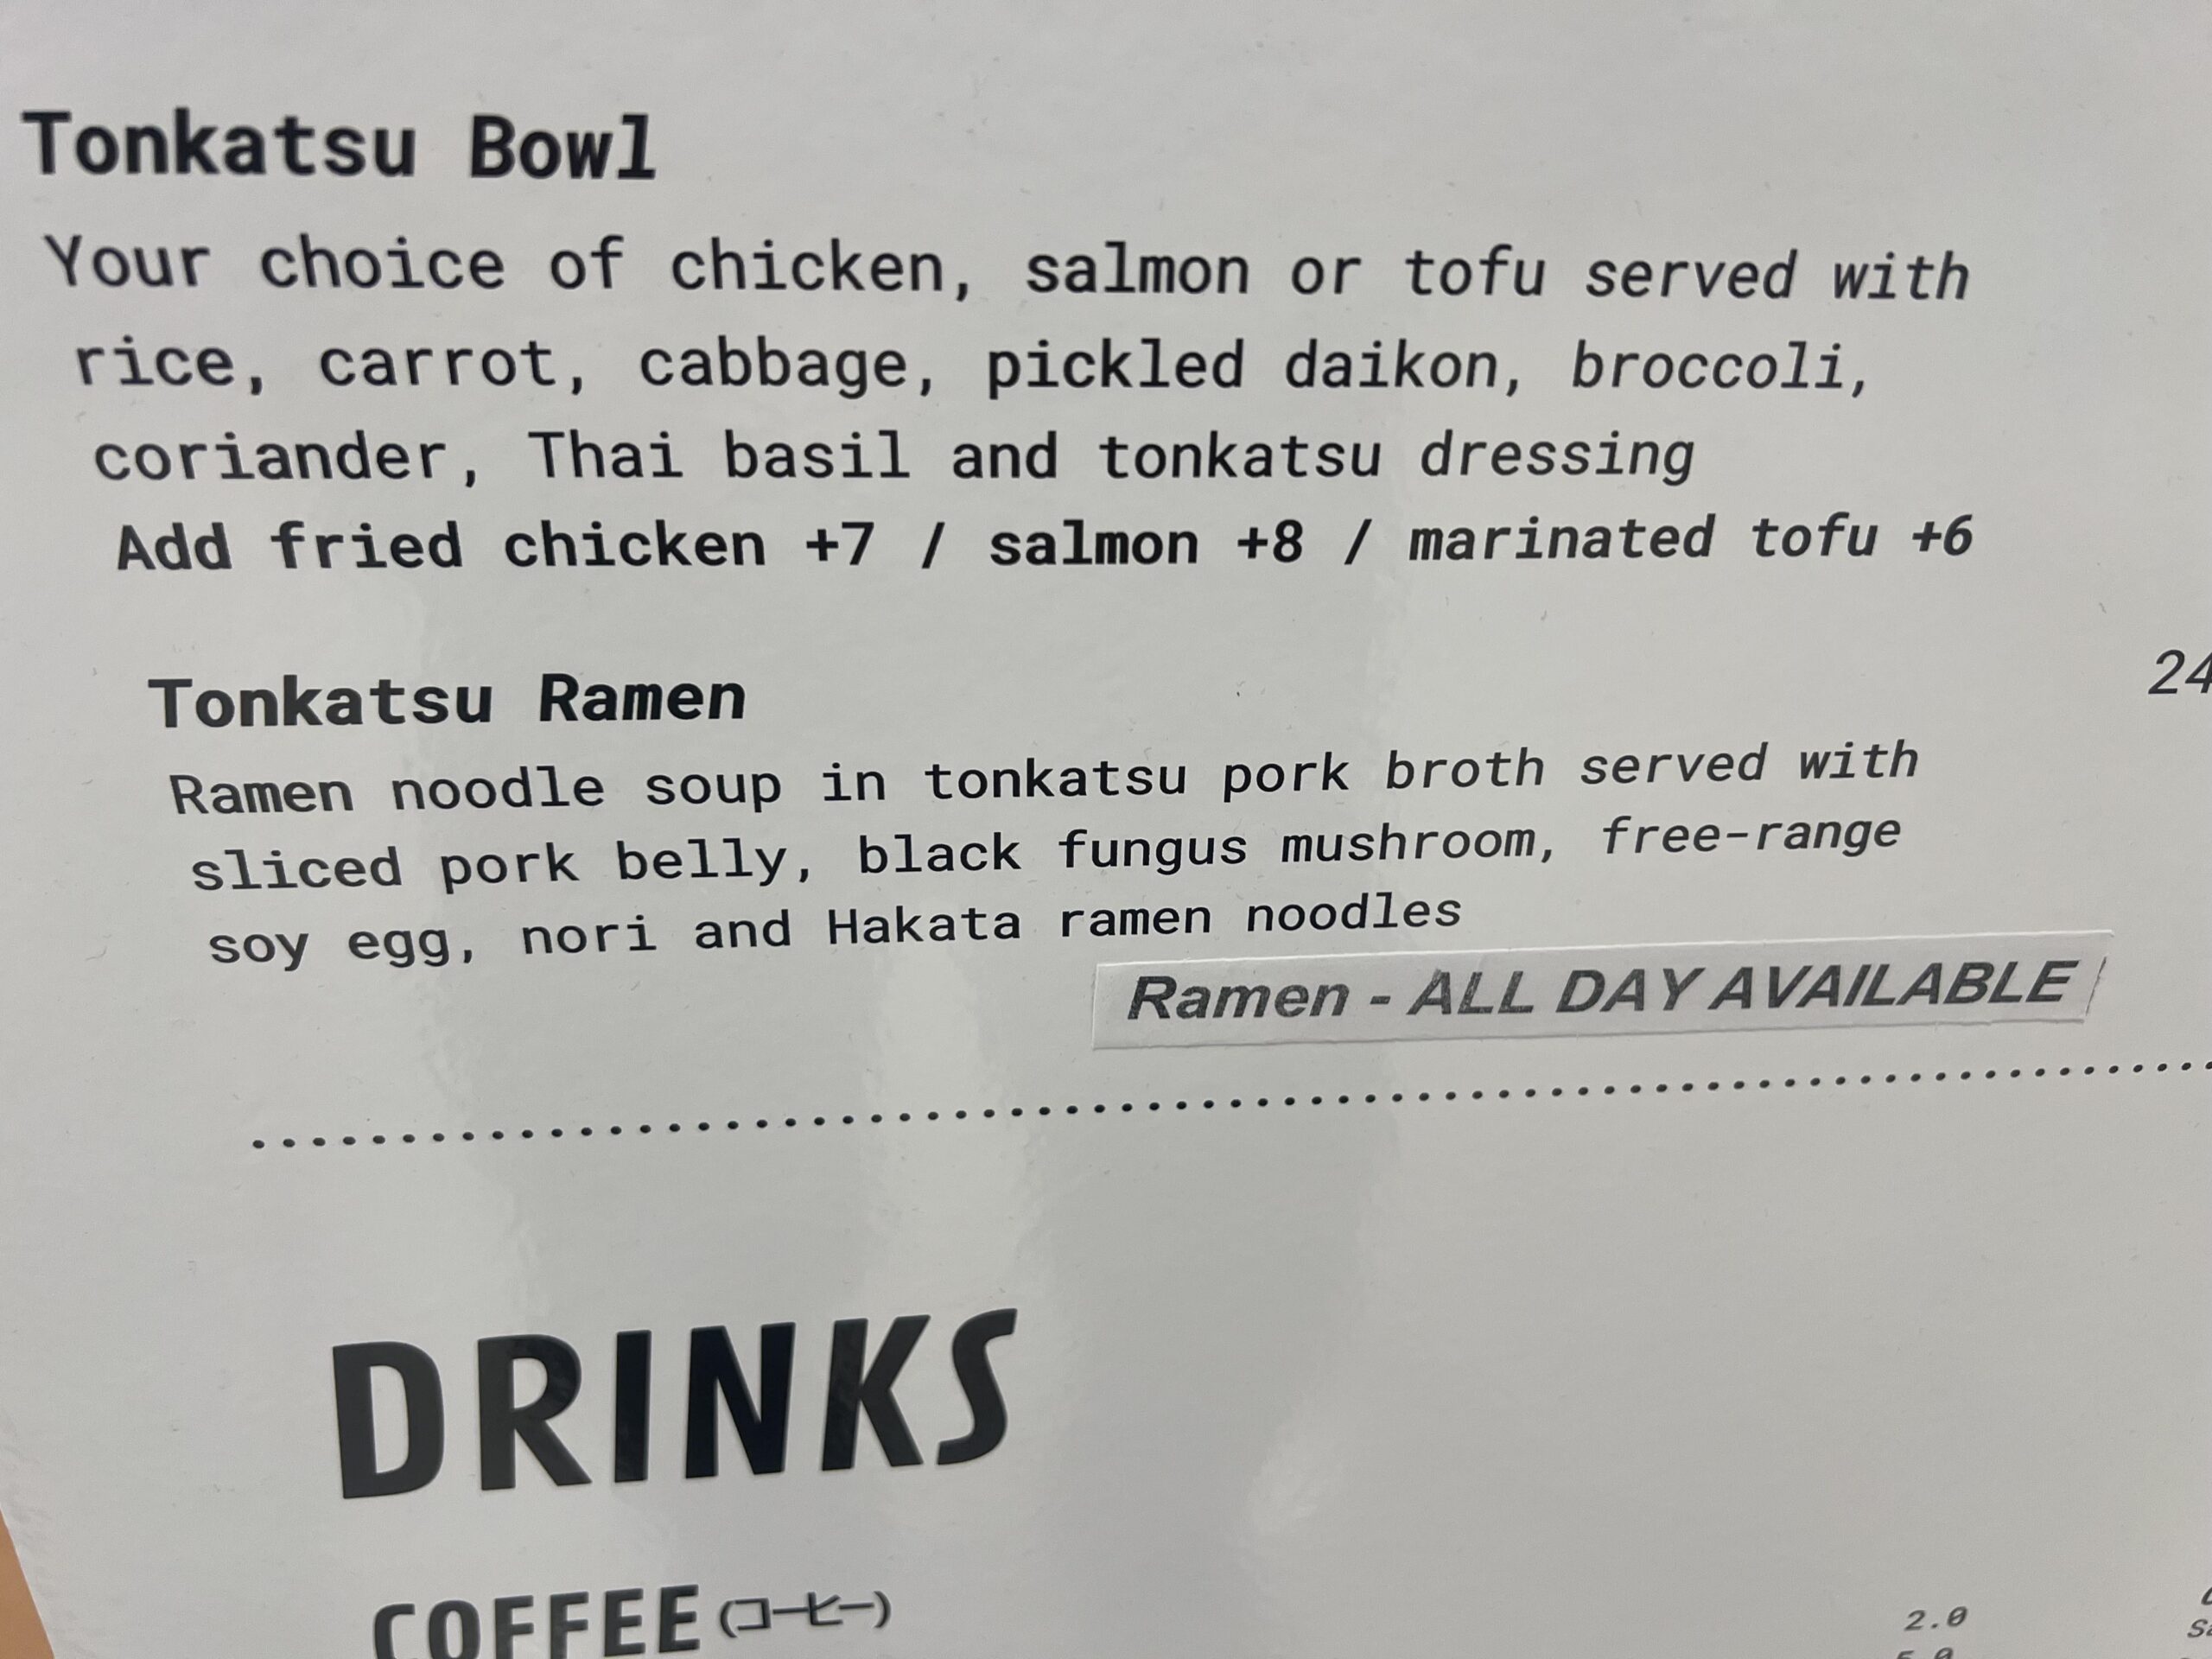 Tonkatsu Bowl
Your choice of chicken, salmon or tofu served with
rice, carrot, cabbage, pickled daikon, broccoli,
coriander, Thai basil and tonkatsu dressing
Add fried chicken +7 / salmon +8 / marinated tofu +6
Tonkatsu Ramen 24
Ramen noodle soup in tonkatsu pork broth served with
sliced pork belly, black fungus mushroom, free-range
soy egg, nori and Hakata ramen noodles
Ramen - ALL DAY AVAILABLE
DRINKS
COFFEE (コーヒー)
2.0